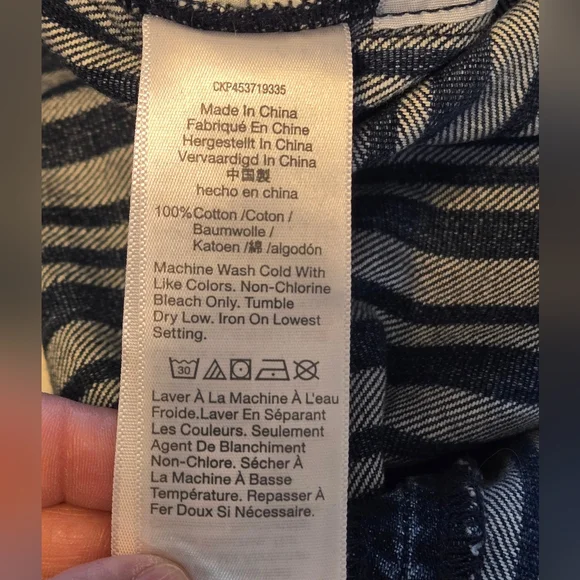 CKP453719335
Made In China
Fabriqué En Chine
Hergestellt In China
Vervaardigd In China
中国製
hecho en china
100%Cotton /Coton /
Baumwolle /
Katoen /綿 /algodón
Machine Wash Cold With
Like Colors. Non-Chlorine
Bleach Only. Tumble
Dry Low. Iron On Lowest
Setting.
30
Laver À La Machine À L'eau
Froide.Laver En Séparant
Les Couleurs. Seulement
Agent De Blanchiment
Non-Chlore. Sécher À
La Machine À Basse
Température. Repasser À
Fer Doux Si Nécessaire.